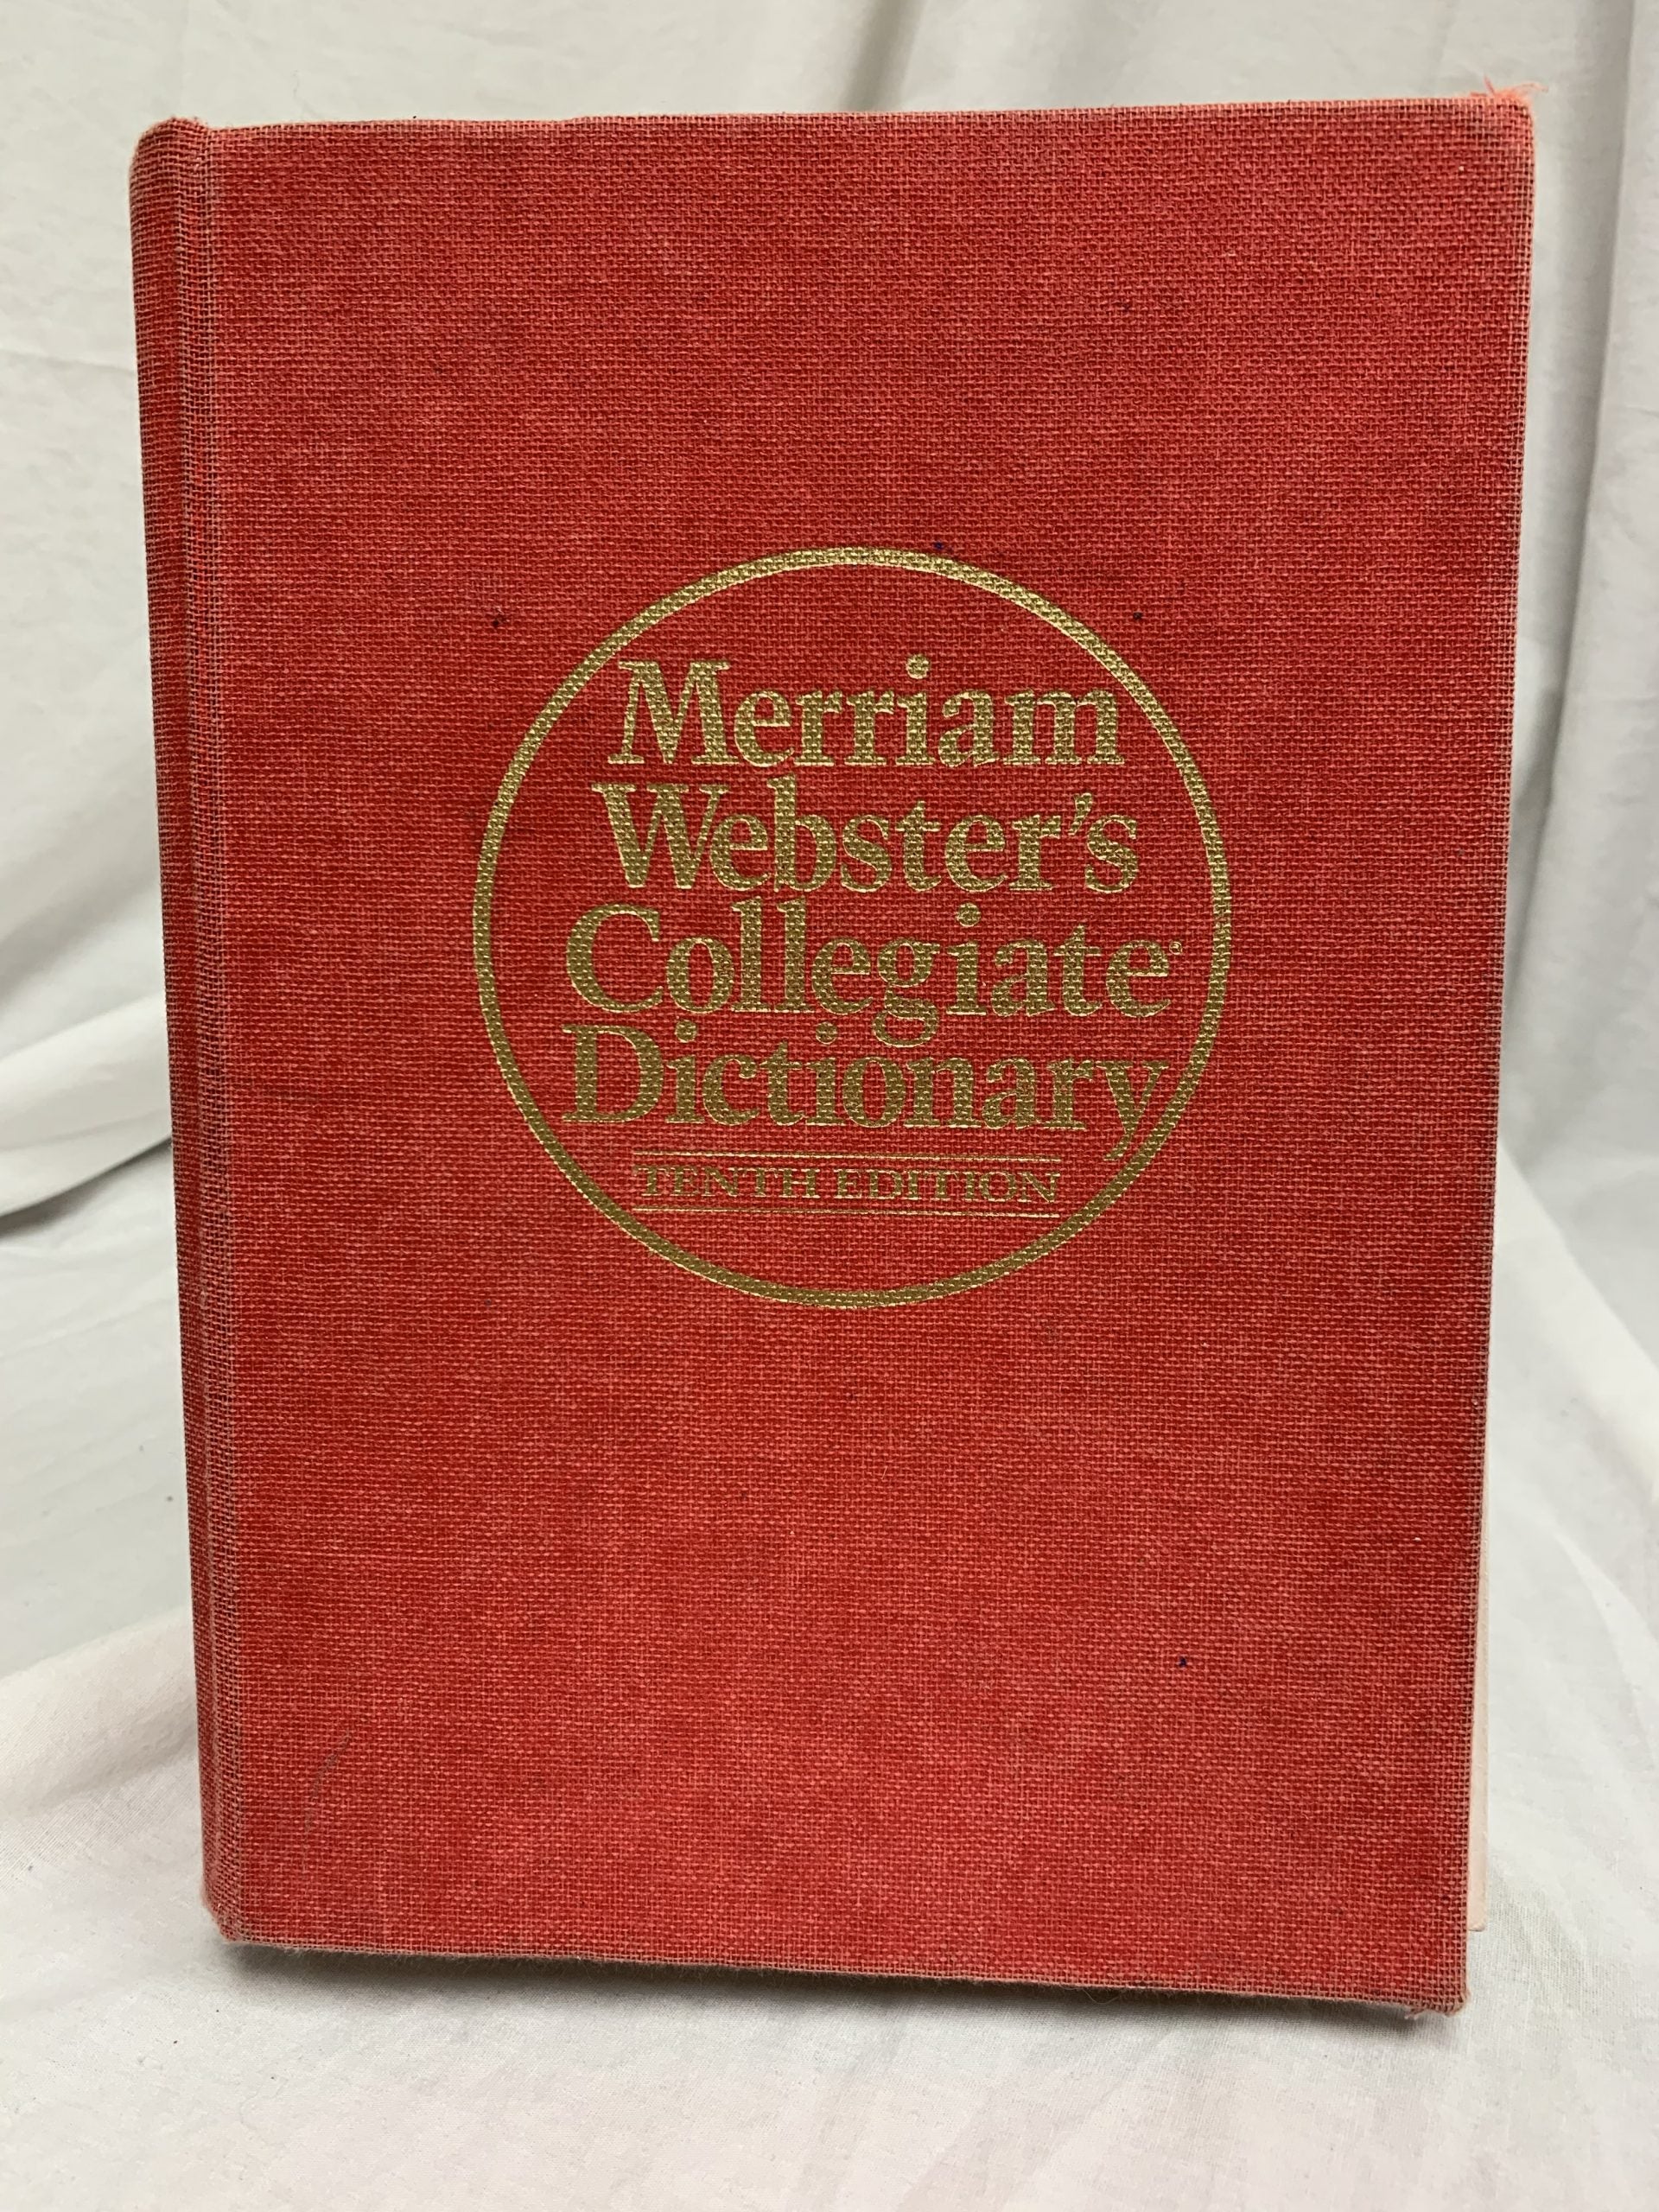 Merriam
Webster's
Collegiate®
Dictionary
TENTH EDITION